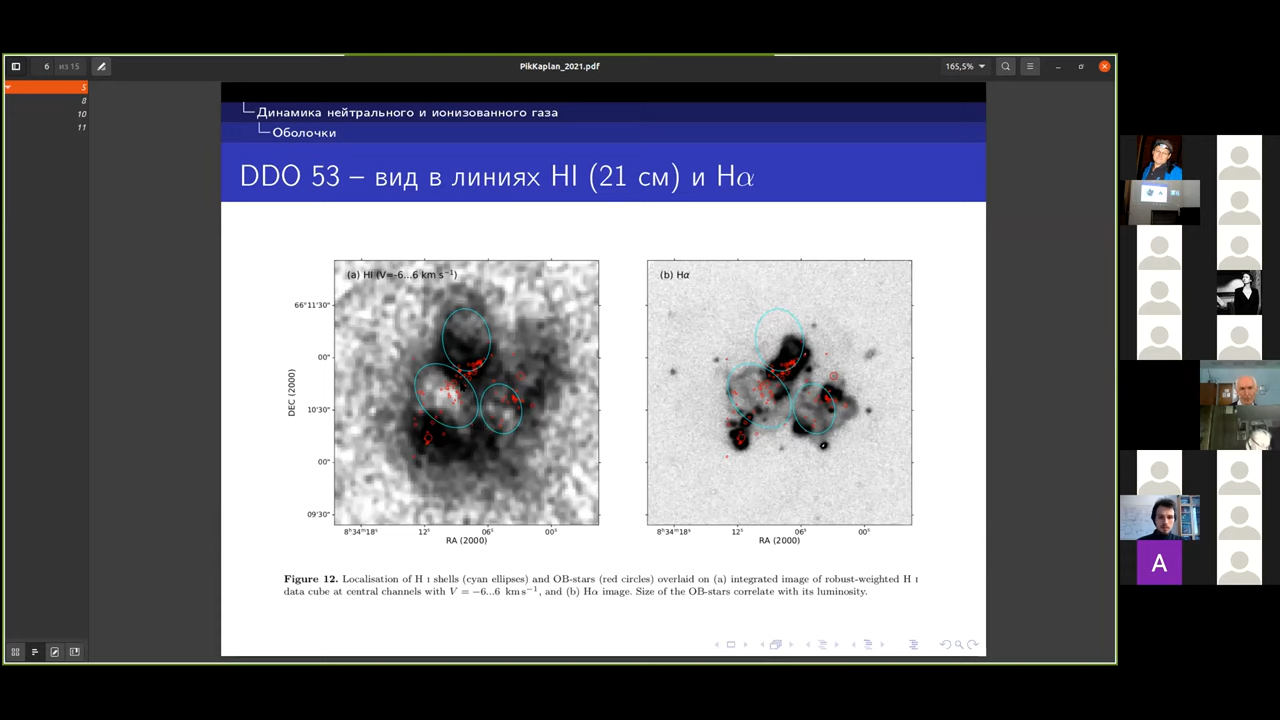 6 из 15
PikKaplan_2021.pdf
165,5%
5
8
10
11
Динамика нейтрального и ионизованного газа
Оболочки
DDO 53 – вид в линиях HI (21 см) и Hα
(a) HI (V=-6...6 km s⁻¹)
(b) Hα
66°11'30"
00"
10'30"
00"
09'30"
DEC (2000)
8ʰ34ᵐ18ˢ
12ˢ
06ˢ
00ˢ
RA (2000)
8ʰ34ᵐ18ˢ
12ˢ
06ˢ
00ˢ
RA (2000)
Figure 12. Localisation of H ɪ shells (cyan ellipses) and OB-stars (red circles) overlaid on (a) integrated image of robust-weighted H ɪ
data cube at central channels with V = −6...6 km s⁻¹, and (b) Hα image. Size of the OB-stars correlate with its luminosity.
A